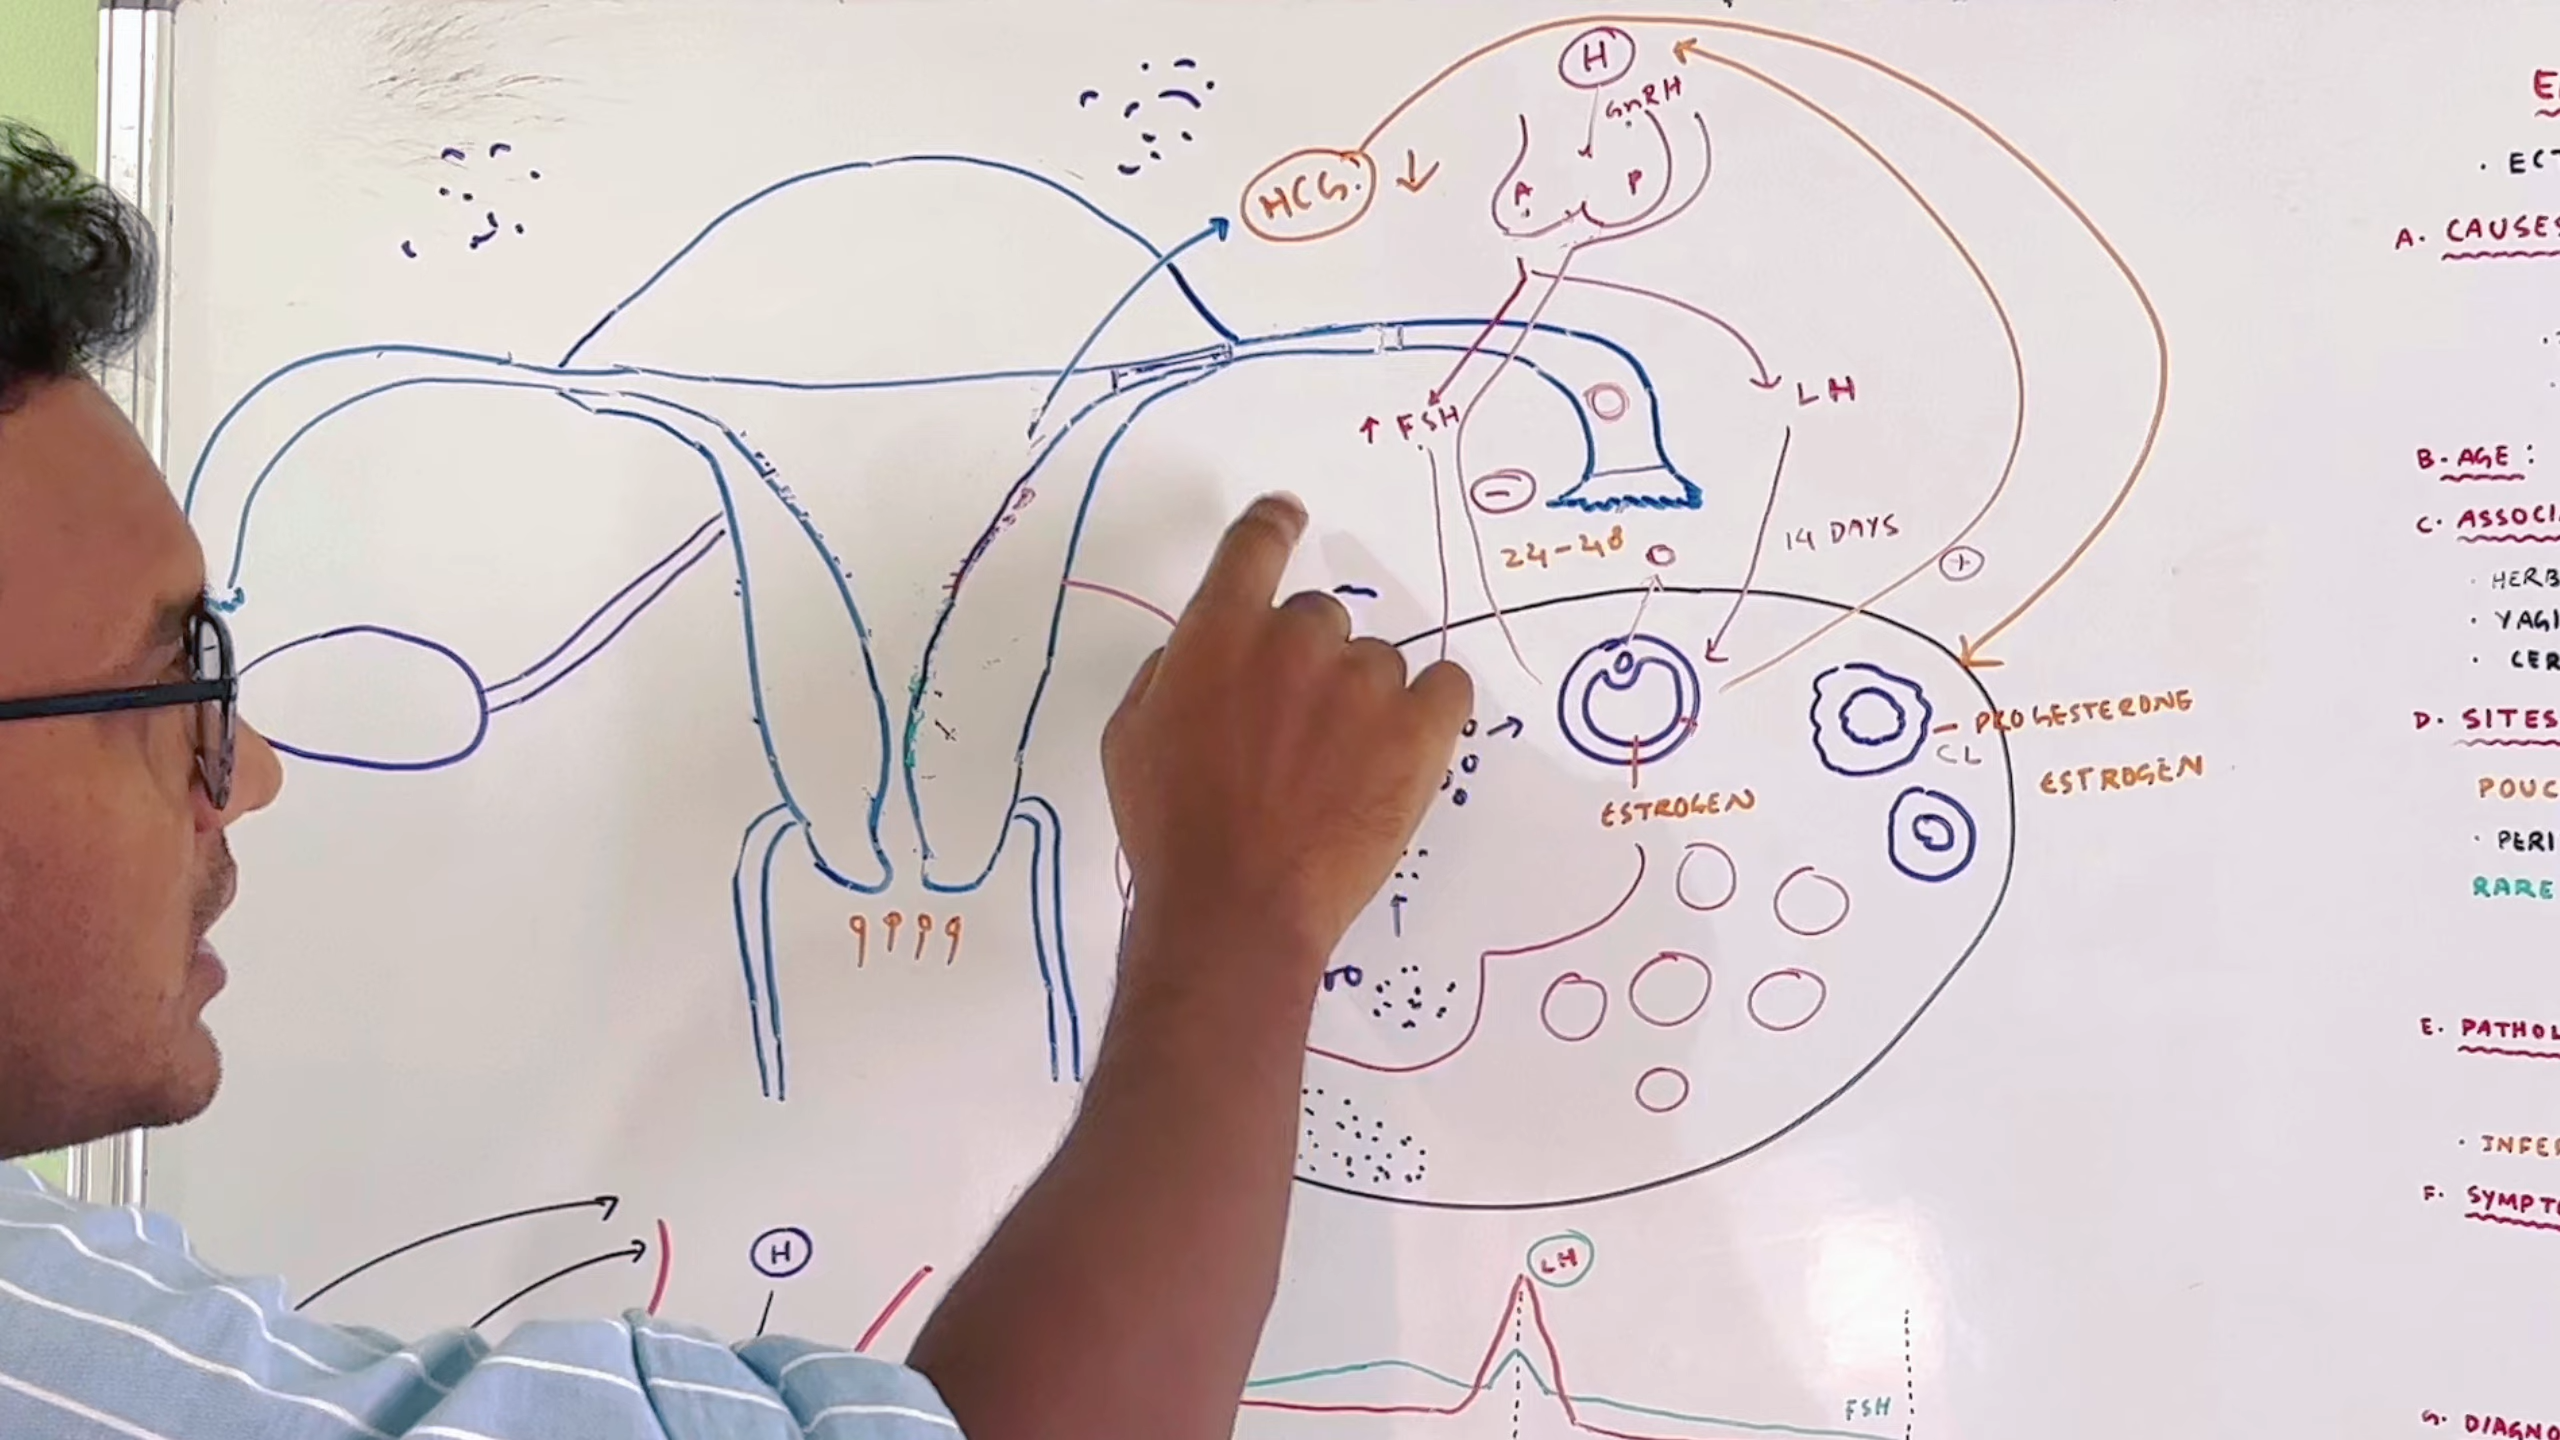 H
GnRH
HCG. ↓
A P
↑ FSH
LH
−
24-48
14 DAYS
+
PROGESTERONE
CL
ESTROGEN
ESTROGEN
H
LH
FSH
A. CAUSES
B. AGE :
C. ASSOCI
· HERB
· YAGI
· CER
D. SITES
POUC
· PERI
RARE
E. PATHOL
· INFE
F. SYMPT
G. DIAGNO
· ECT